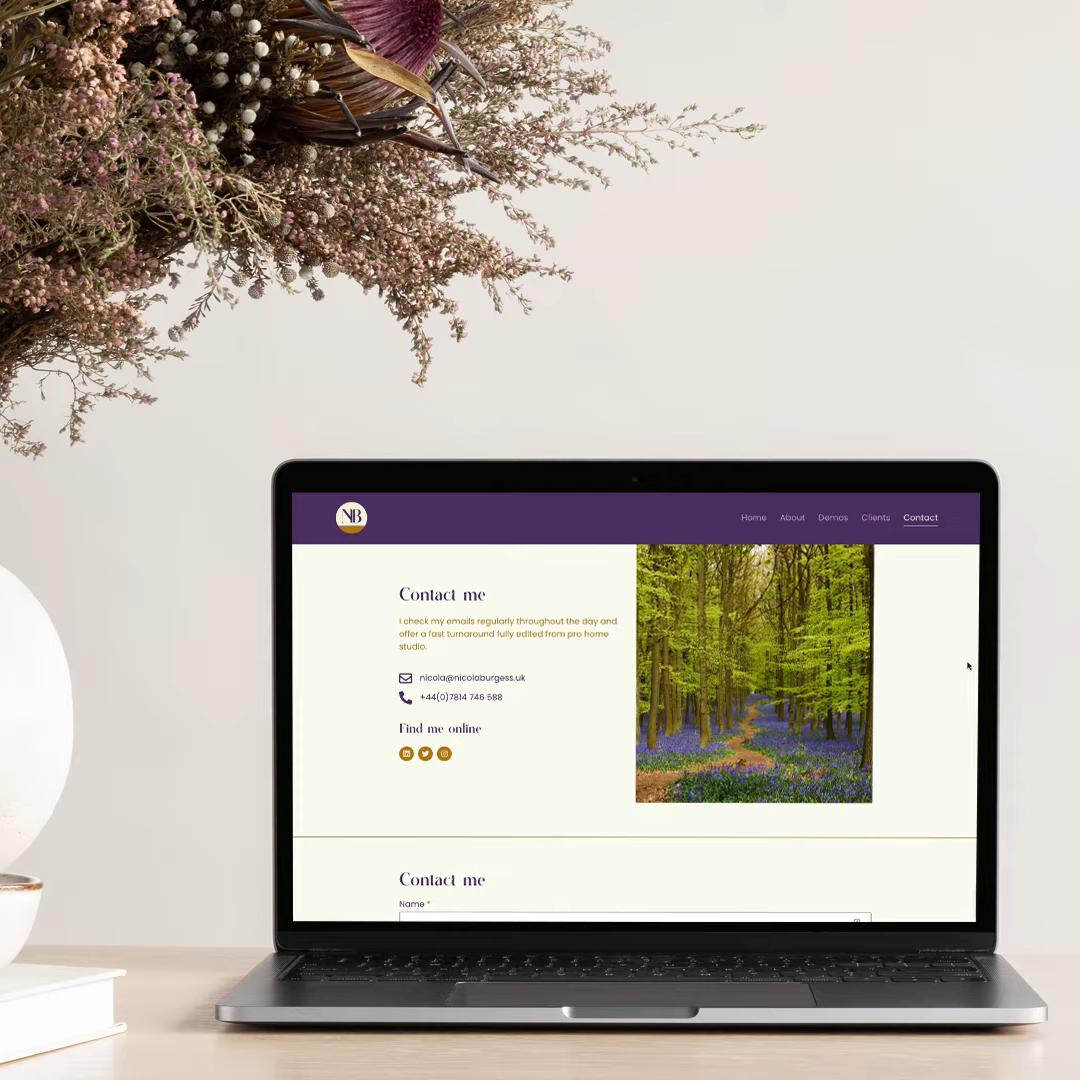 NB
Home About Demos Clients Contact
Contact me
I check my emails regularly throughout the day and
offer a fast turnaround fully edited from pro home
studio.
nicola@nicolaburgess.uk
+44(0)7814 746 588
Find me online
Contact me
Name *